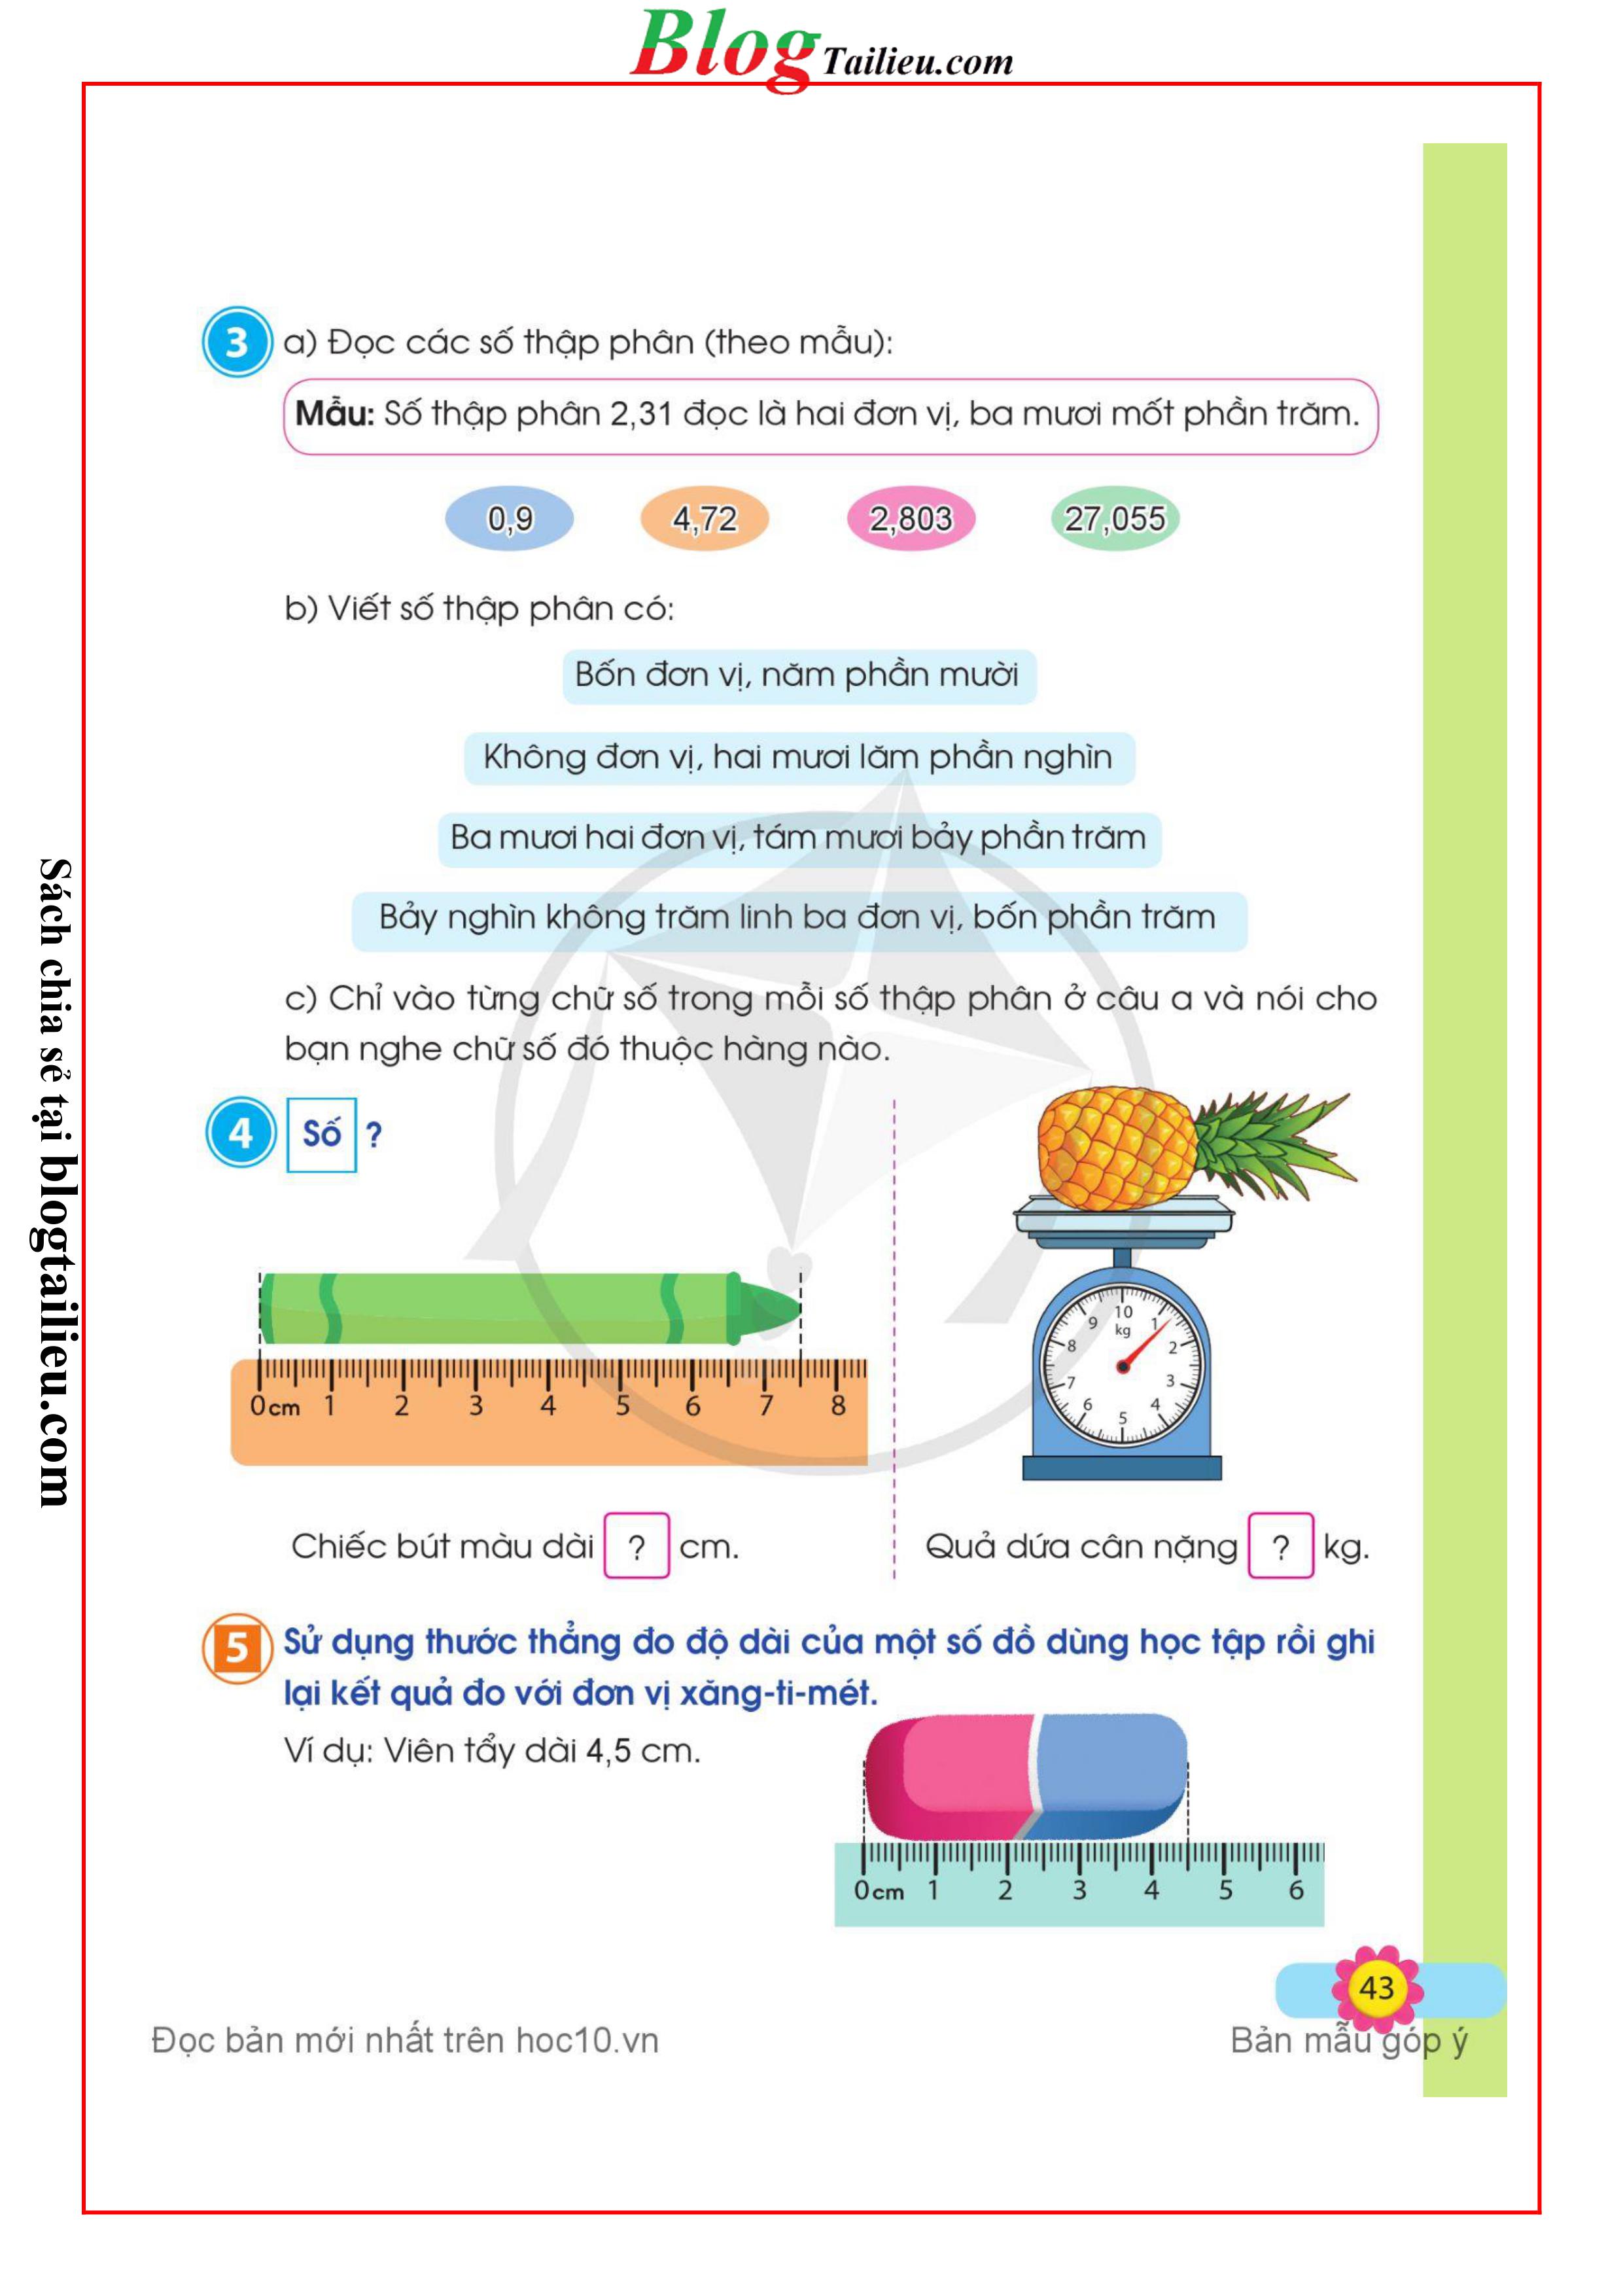 Blog Tailieu.com
3 a) Đọc các số thập phân (theo mẫu):
Mẫu: Số thập phân 2,31 đọc là hai đơn vị, ba mươi mốt phần trăm.
0,9 4,72 2,803 27,055
b) Viết số thập phân có:
Bốn đơn vị, năm phần mười
Không đơn vị, hai mươi lăm phần nghìn
Ba mươi hai đơn vị, tám mươi bảy phần trăm
Bảy nghìn không trăm linh ba đơn vị, bốn phần trăm
c) Chỉ vào từng chữ số trong mỗi số thập phân ở câu a và nói cho
bạn nghe chữ số đó thuộc hàng nào.
4 Số ?
0cm 1 2 3 4 5 6 7 8
10 kg 1 2 3 4 5 6 7 8 9
Chiếc bút màu dài ? cm.
Quả dứa cân nặng ? kg.
5 Sử dụng thước thẳng đo độ dài của một số đồ dùng học tập rồi ghi
lại kết quả đo với đơn vị xăng-ti-mét.
Ví dụ: Viên tẩy dài 4,5 cm.
0cm 1 2 3 4 5 6
43
Đọc bản mới nhất trên hoc10.vn
Bản mẫu góp ý
Sách chia sẻ tại blogtailieu.com